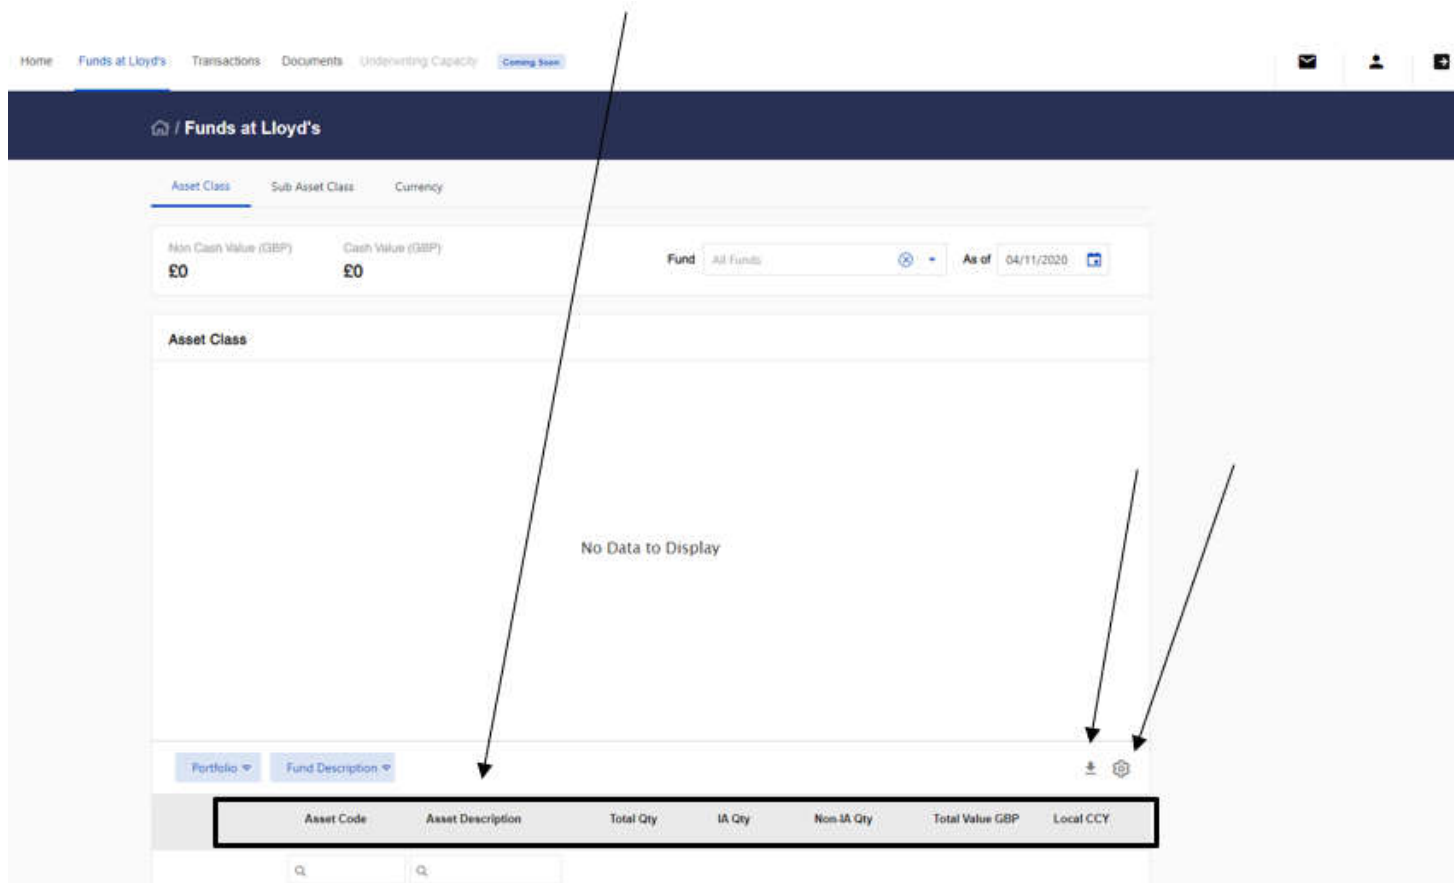 Home Funds at Lloyd's Transactions Documents Underwriting Capacity Coming Soon
/ Funds at Lloyd's
Asset Class Sub Asset Class Currency
Non Cash Value (GBP) Cash Value (GBP)
£0 £0
Fund All Funds As of 04/11/2020
Asset Class
No Data to Display
Portfolio Fund Description
Asset Code Asset Description Total Qty IA Qty Non-IA Qty Total Value GBP Local CCY